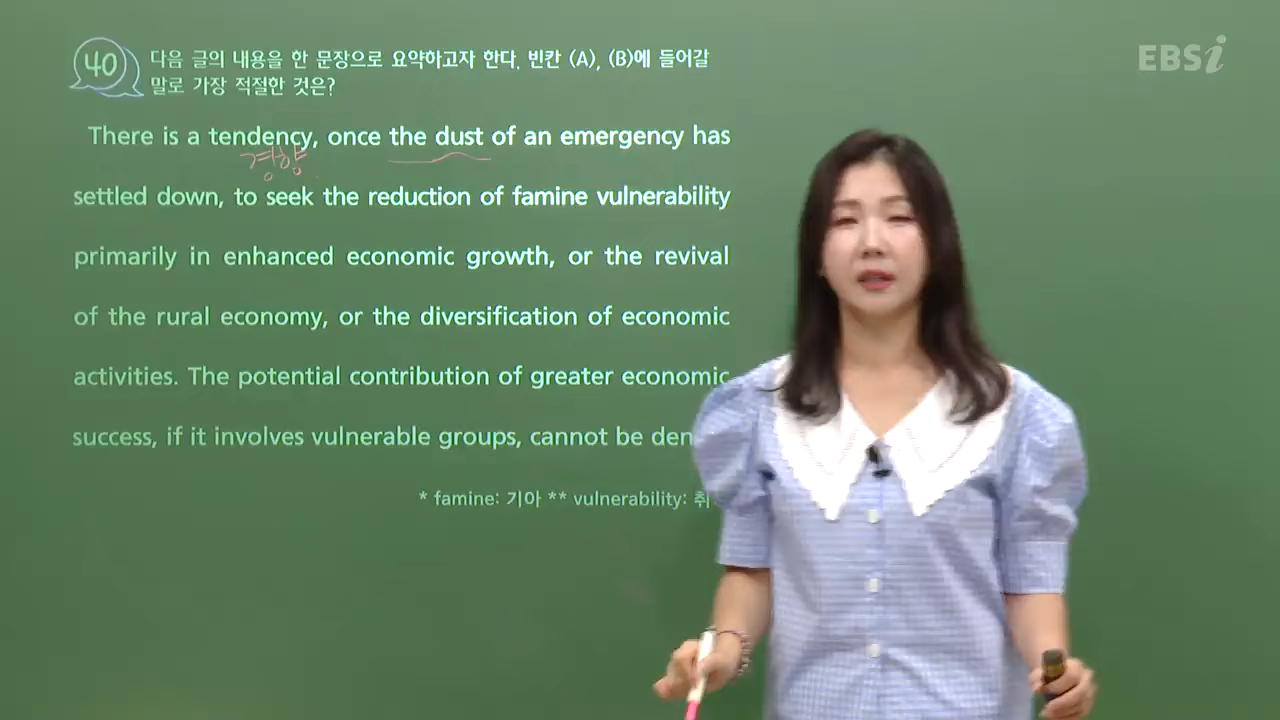 40 다음 글의 내용을 한 문장으로 요약하고자 한다. 빈칸 (A), (B)에 들어갈
말로 가장 적절한 것은?
EBSi
There is a tendency, once the dust of an emergency has
경향
settled down, to seek the reduction of famine vulnerability
primarily in enhanced economic growth, or the revival
of the rural economy, or the diversification of economic
activities. The potential contribution of greater economic
success, if it involves vulnerable groups, cannot be den
* famine: 기아 ** vulnerability: 취